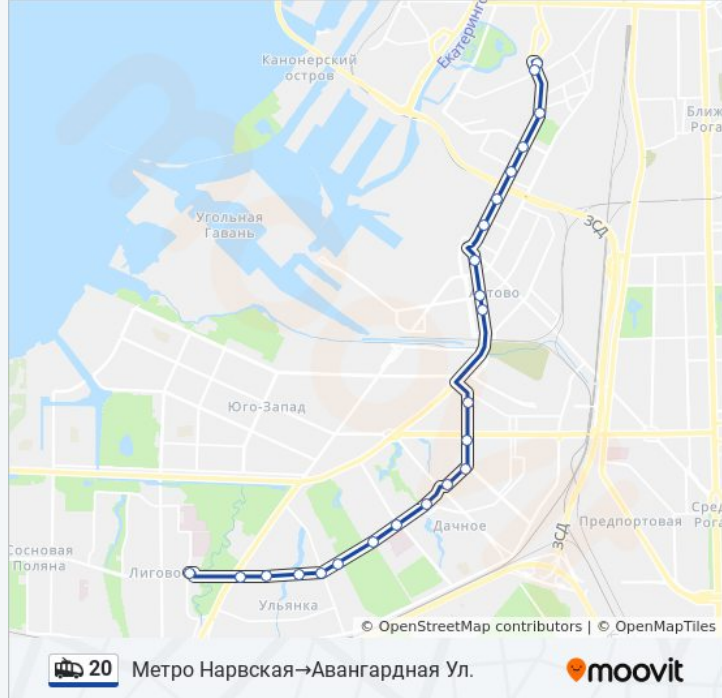 Екатеринго
Канонерский
остров
Ближ
Рога
Угольная
Гавань
ЗСД
Автово
Юго-Запад
Дачное
ЗСД
Предпортовая
Сред
Рога
Сосновая
Поляна
Лигово
Ульянка
© OpenStreetMap contributors | © OpenMapTiles
20 Метро Нарвская→Авангардная Ул.
moovit